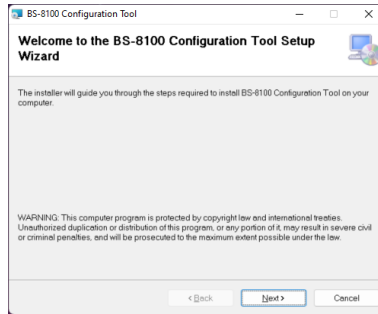 BS-8100 Configuration Tool
Welcome to the BS-8100 Configuration Tool Setup
Wizard
The installer will guide you through the steps required to install BS-8100 Configuration Tool on your
computer.
WARNING: This computer program is protected by copyright law and international treaties.
Unauthorized duplication or distribution of this program, or any portion of it, may result in severe civil
or criminal penalties, and will be prosecuted to the maximum extent possible under the law.
< Back Next > Cancel